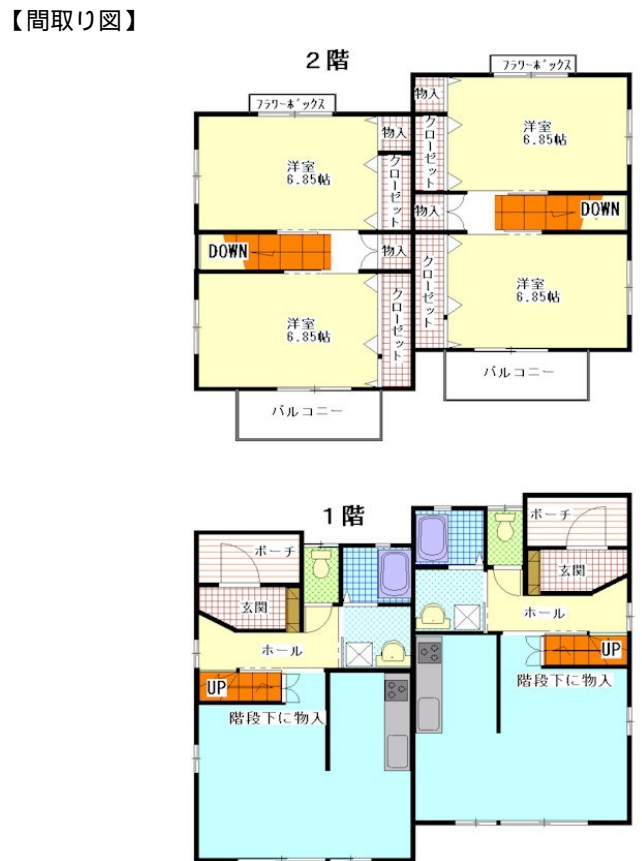 【間取り図】
2階
フラワーボックス
フラワーボックス
物入
洋室
6.85帖
クローゼット
物入
洋室
6.85帖
クローゼット
物入
DOWN
DOWN
物入
洋室
6.85帖
クローゼット
洋室
6.85帖
クローゼット
バルコニー
バルコニー
1階
ポーチ
ポーチ
玄関
玄関
ホール
ホール
UP
UP
階段下に物入
階段下に物入